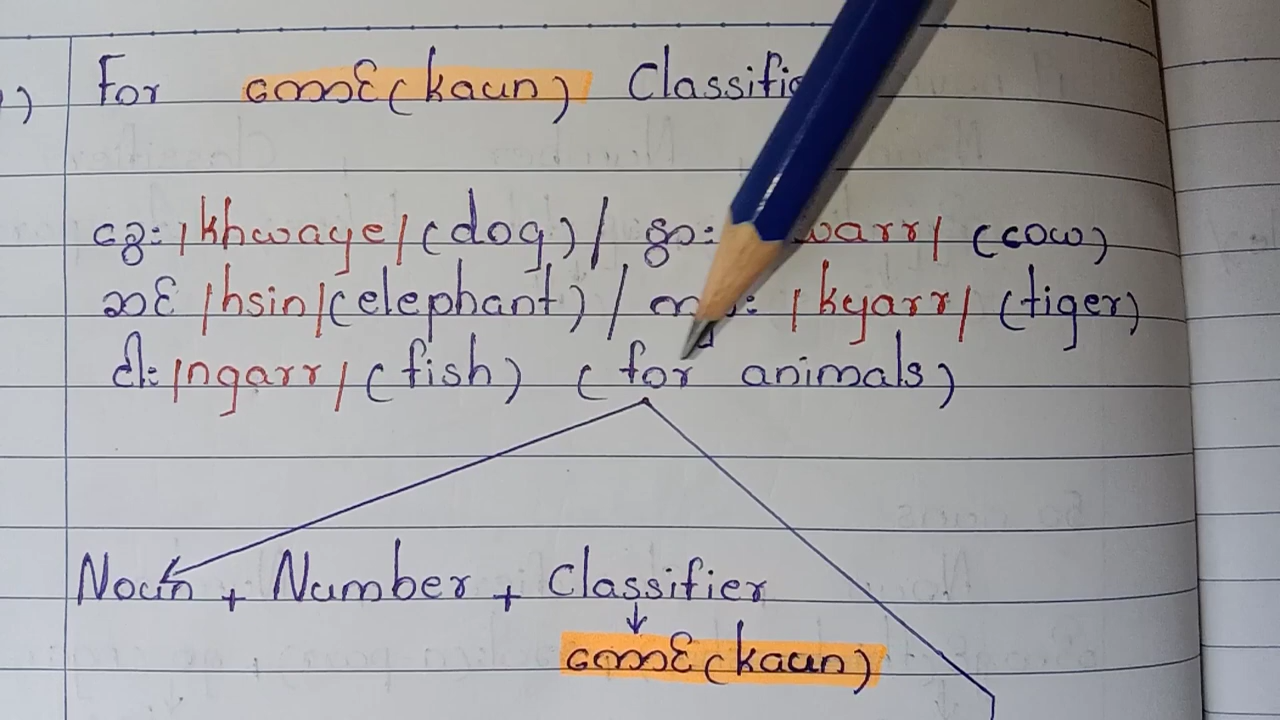 ) For ကောင် (kaun) Classifi
ခွေး /khwaye/ (dog) / နွား warr/ (cow)
ဆင် /hsin/ (elephant) / /kyarr/ (tiger)
ငါး /ngarr/ (fish) (for animals)
Noun + Number + Classifier
ကောင် (kaun)